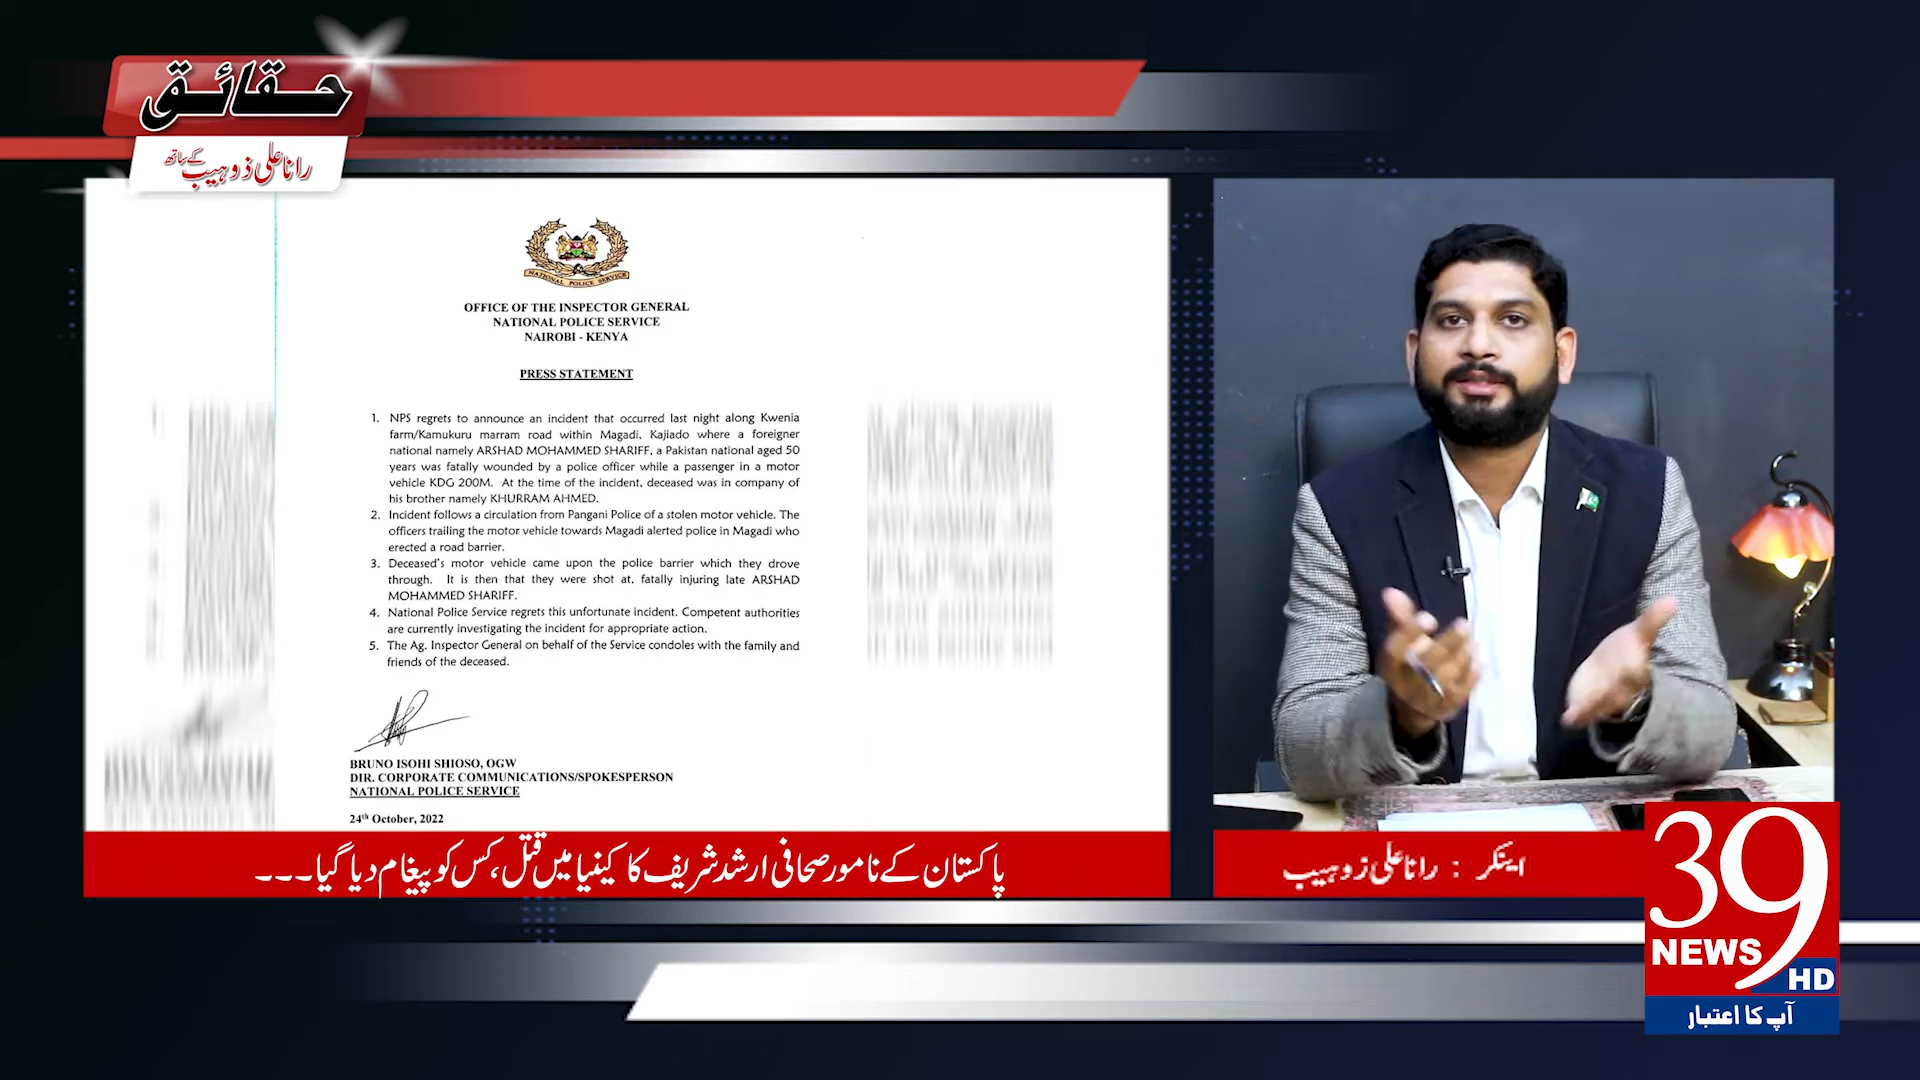 حقائق
رانا علی ذوہیب کے ساتھ
NATIONAL POLICE SERVICE
OFFICE OF THE INSPECTOR GENERAL
NATIONAL POLICE SERVICE
NAIROBI - KENYA
PRESS STATEMENT
1. NPS regrets to announce an incident that occurred last night along Kwenia
farm/Kamukuru marram road within Magadi, Kajiado where a foreigner
national namely ARSHAD MOHAMMED SHARIFF, a Pakistan national aged 50
years was fatally wounded by a police officer while a passenger in a motor
vehicle KDG 200M. At the time of the incident, deceased was in company of
his brother namely KHURRAM AHMED.
2. Incident follows a circulation from Pangani Police of a stolen motor vehicle. The
officers trailing the motor vehicle towards Magadi alerted police in Magadi who
erected a road barrier.
3. Deceased's motor vehicle came upon the police barrier which they drove
through. It is then that they were shot at, fatally injuring late ARSHAD
MOHAMMED SHARIFF.
4. National Police Service regrets this unfortunate incident. Competent authorities
are currently investigating the incident for appropriate action.
5. The Ag. Inspector General on behalf of the Service condoles with the family and
friends of the deceased.
BRUNO ISOHI SHIOSO, OGW
DIR. CORPORATE COMMUNICATIONS/SPOKESPERSON
NATIONAL POLICE SERVICE
24th October, 2022
پاکستان کے نامور صحافی ارشد شریف کا کینیا میں قتل، کس کو پیغام دیا گیا۔۔۔
اینکر : رانا علی زوہیب
39
NEWS
HD
آپ کا اعتبار